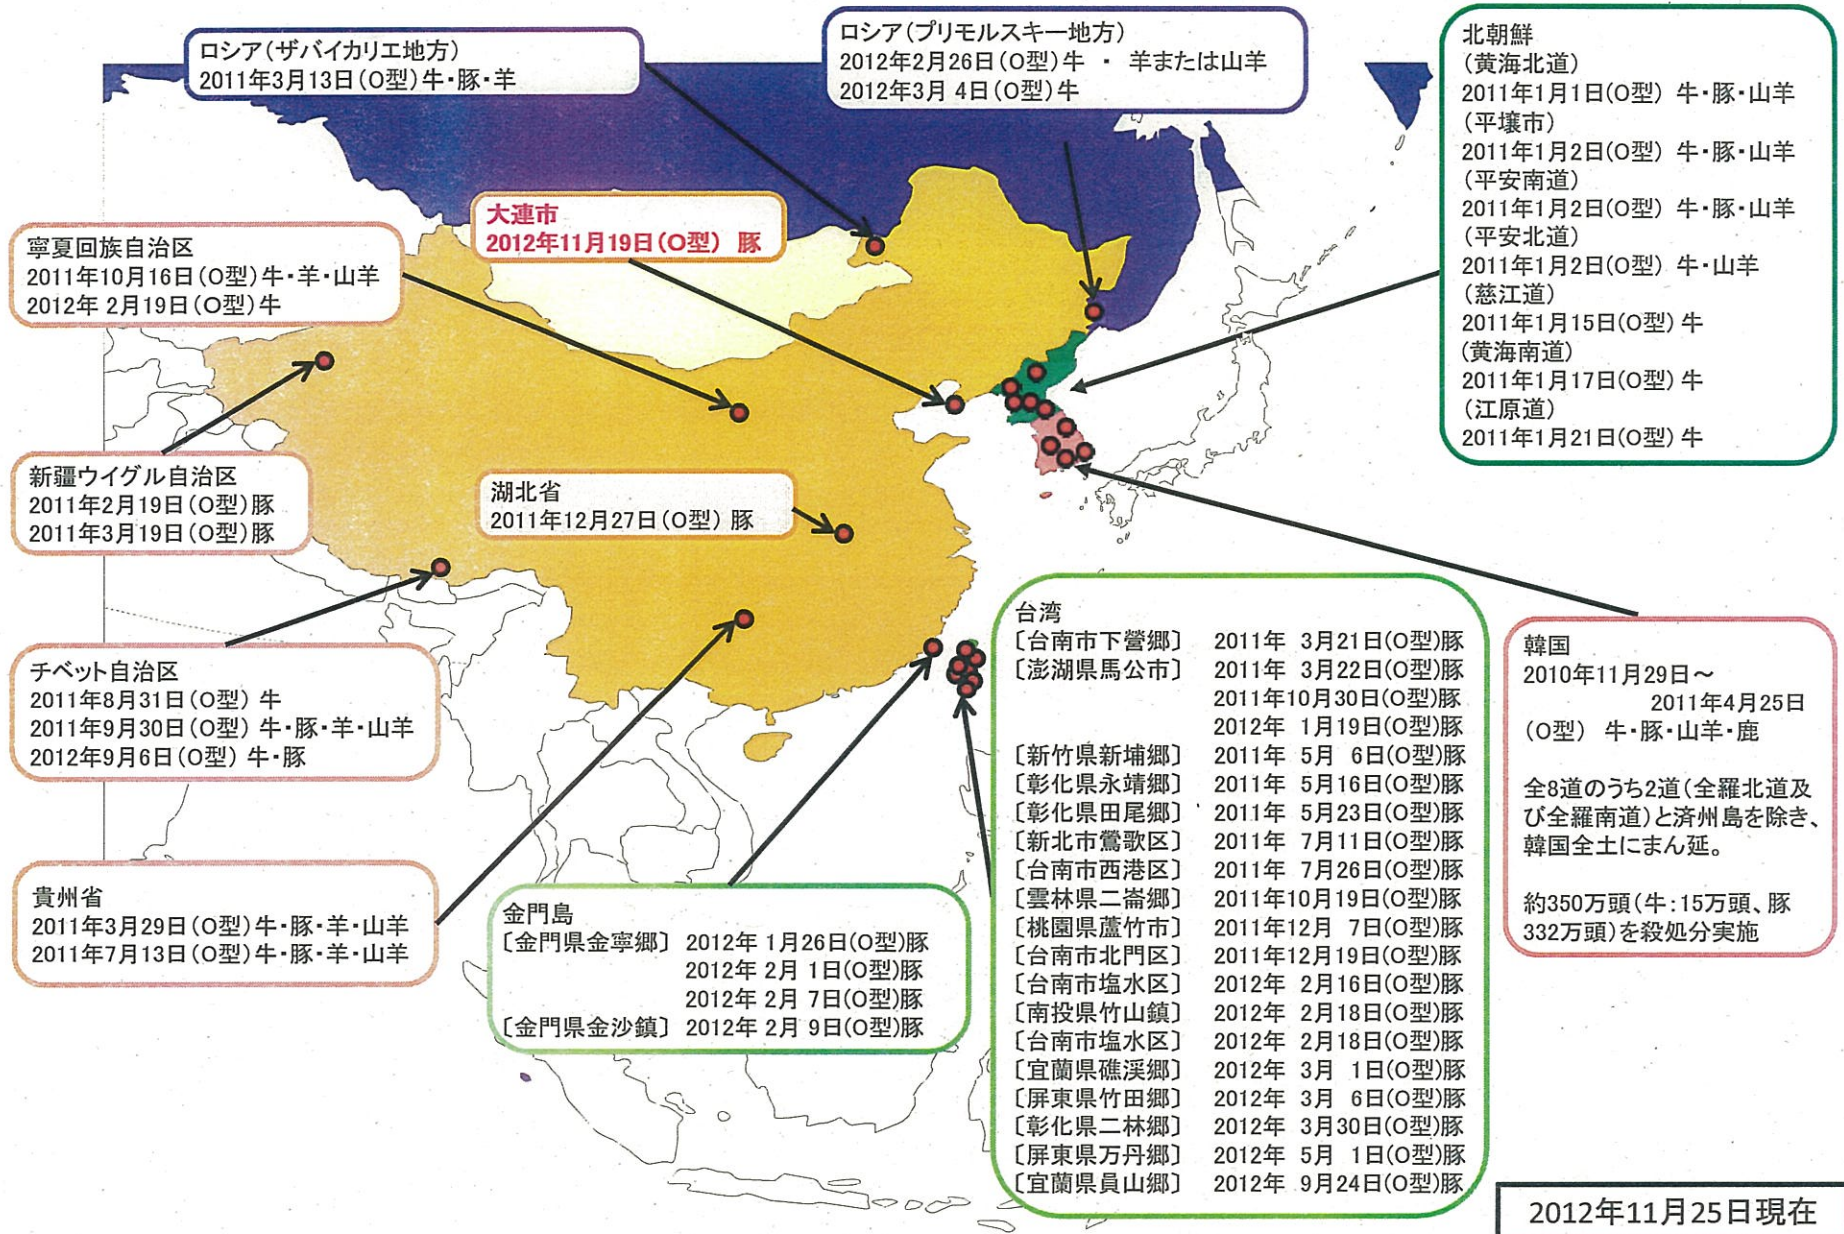 ロシア(ザバイカリエ地方)
2011年3月13日(O型)牛・豚・羊
ロシア(プリモルスキー地方)
2012年2月26日(O型)牛 ・ 羊または山羊
2012年3月 4日(O型)牛
北朝鮮
(黄海北道)
2011年1月1日(O型) 牛・豚・山羊
(平壌市)
2011年1月2日(O型) 牛・豚・山羊
(平安南道)
2011年1月2日(O型) 牛・豚・山羊
(平安北道)
2011年1月2日(O型) 牛・山羊
(慈江道)
2011年1月15日(O型)牛
(黄海南道)
2011年1月17日(O型)牛
(江原道)
2011年1月21日(O型)牛
大連市
2012年11月19日(O型) 豚
寧夏回族自治区
2011年10月16日(O型)牛・羊・山羊
2012年 2月19日(O型)牛
新疆ウイグル自治区
2011年2月19日(O型)豚
2011年3月19日(O型)豚
湖北省
2011年12月27日(O型) 豚
チベット自治区
2011年8月31日(O型) 牛
2011年9月30日(O型) 牛・豚・羊・山羊
2012年9月6日(O型) 牛・豚
貴州省
2011年3月29日(O型)牛・豚・羊・山羊
2011年7月13日(O型)牛・豚・羊・山羊
金門島
〔金門県金寧郷〕 2012年 1月26日(O型)豚
2012年 2月 1日(O型)豚
2012年 2月 7日(O型)豚
〔金門県金沙鎮〕 2012年 2月 9日(O型)豚
台湾
〔台南市下營郷〕 2011年 3月21日(O型)豚
〔澎湖県馬公市〕 2011年 3月22日(O型)豚
2011年10月30日(O型)豚
2012年 1月19日(O型)豚
〔新竹県新埔郷〕 2011年 5月 6日(O型)豚
〔彰化県永靖郷〕 2011年 5月16日(O型)豚
〔彰化県田尾郷〕 2011年 5月23日(O型)豚
〔新北市鶯歌区〕 2011年 7月11日(O型)豚
〔台南市西港区〕 2011年 7月26日(O型)豚
〔雲林県二崙郷〕 2011年10月19日(O型)豚
〔桃園県蘆竹市〕 2011年12月 7日(O型)豚
〔台南市北門区〕 2011年12月19日(O型)豚
〔台南市塩水区〕 2012年 2月16日(O型)豚
〔南投県竹山鎮〕 2012年 2月18日(O型)豚
〔台南市塩水区〕 2012年 2月18日(O型)豚
〔宜蘭県礁渓郷〕 2012年 3月 1日(O型)豚
〔屏東県竹田郷〕 2012年 3月 6日(O型)豚
〔彰化県二林郷〕 2012年 3月30日(O型)豚
〔屏東県万丹郷〕 2012年 5月 1日(O型)豚
〔宜蘭県員山郷〕 2012年 9月24日(O型)豚
韓国
2010年11月29日～
2011年4月25日
(O型) 牛・豚・山羊・鹿
全8道のうち2道(全羅北道及
び全羅南道)と済州島を除き、
韓国全土にまん延。
約350万頭(牛:15万頭、豚
332万頭)を殺処分実施
2012年11月25日現在